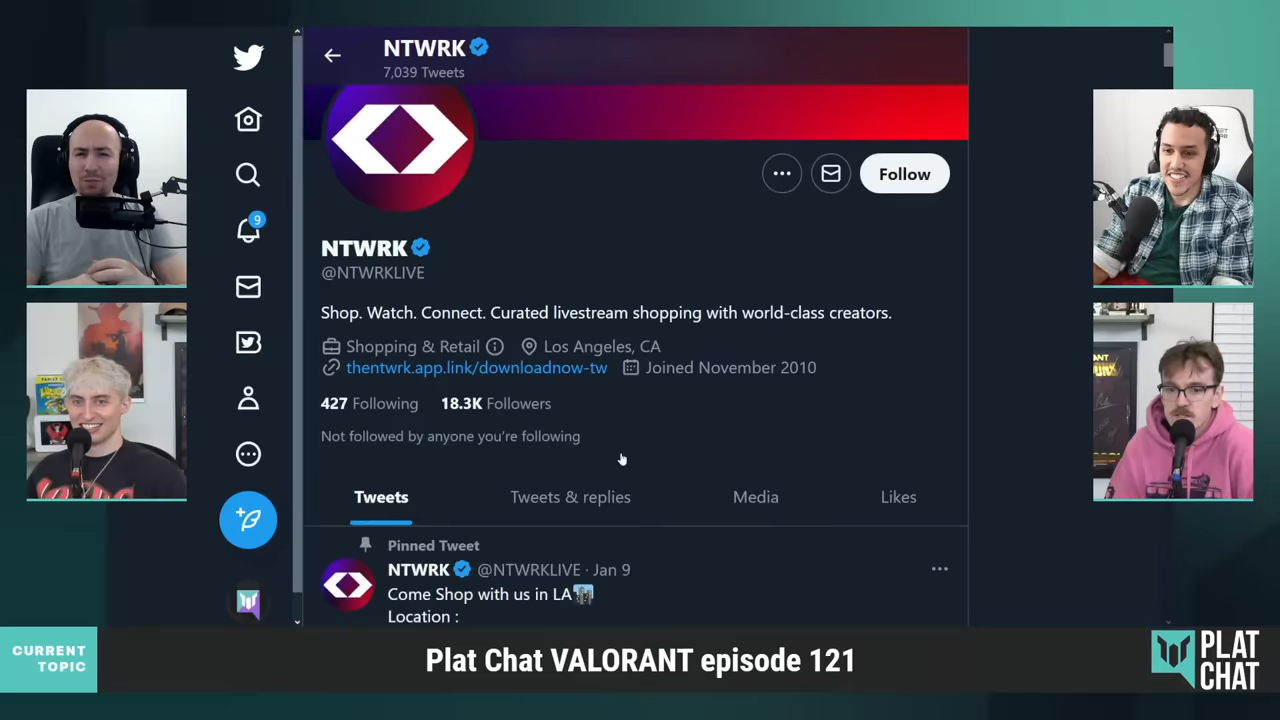 NTWRK
7,039 Tweets
Follow
9
NTWRK
@NTWRKLIVE
Shop. Watch. Connect. Curated livestream shopping with world-class creators.
Shopping & Retail Los Angeles, CA
thentwrk.app.link/downloadnow-tw Joined November 2010
427 Following 18.3K Followers
Not followed by anyone you're following
Tweets Tweets & replies Media Likes
Pinned Tweet
NTWRK @NTWRKLIVE · Jan 9
Come Shop with us in LA
Location :
CURRENT
TOPIC
Plat Chat VALORANT episode 121
PLAT
CHAT